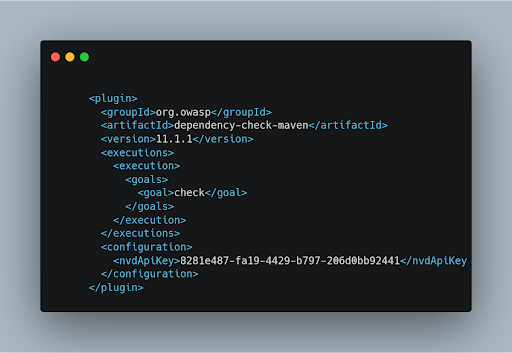 <plugin>
<groupId>org.owasp</groupId>
<artifactId>dependency-check-maven</artifactId>
<version>11.1.1</version>
<executions>
<execution>
<goals>
<goal>check</goal>
</goals>
</execution>
</executions>
<configuration>
<nvdApiKey>8281e487-fa19-4429-b797-206d0bb92441</nvdApiKey
</configuration>
</plugin>